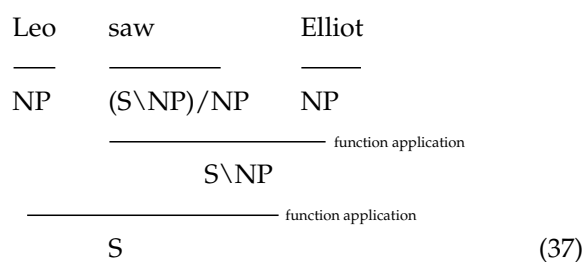 Leo saw Elliot
NP (S\NP)/NP NP
function application
S\NP
function application
S (37)